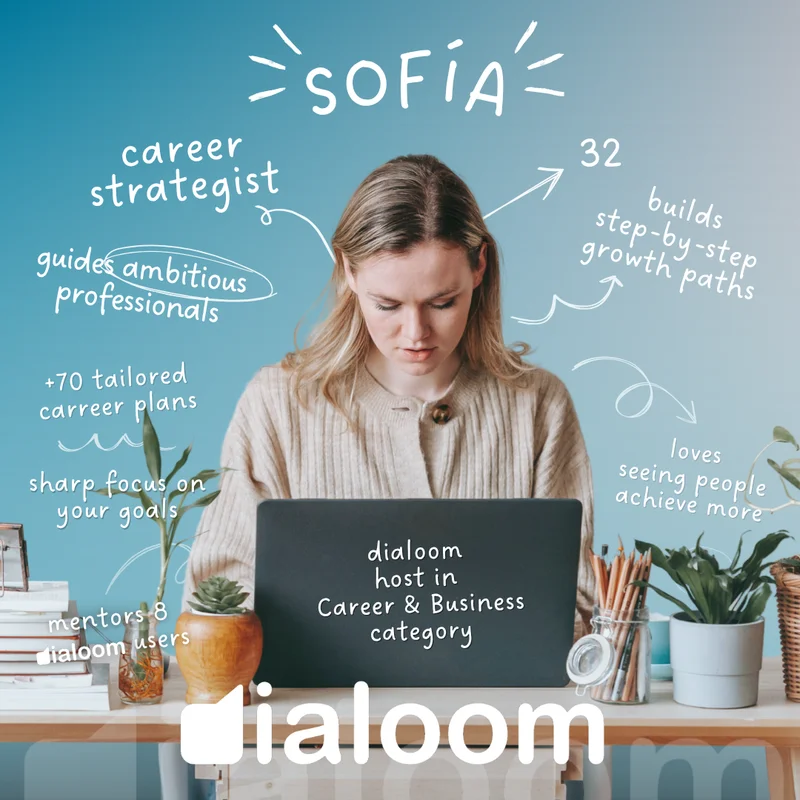 SOFÍA
career
strategist
32
builds
step-by-step
growth paths
guides ambitious
professionals
+70 tailored
carreer plans
sharp focus on
your goals
loves
seeing people
achieve more
dialoom
host in
Career & Business
category
mentors 8
dialoom users
dialoom